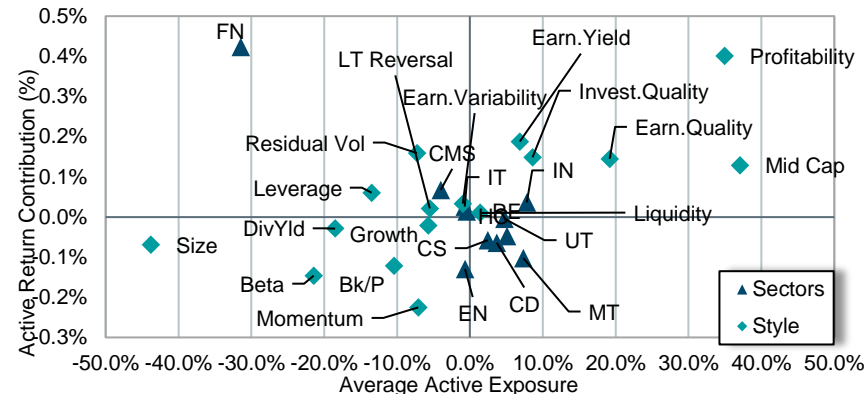 0.5%
0.4%
0.3%
0.2%
0.1%
0.0%
-0.1%
-0.2%
-0.3%
Active Return Contribution (%)
FN
LT Reversal
Earn.Yield
Profitability
Earn.Variability
Invest.Quality
Residual Vol
CMS
IT
IN
Earn.Quality
Mid Cap
Leverage
RE
HC
Liquidity
DivYld
Growth
CS
UT
Size
Beta
Bk/P
Momentum
EN
CD
MT
Sectors
Style
-50.0% -40.0% -30.0% -20.0% -10.0% 0.0% 10.0% 20.0% 30.0% 40.0% 50.0%
Average Active Exposure